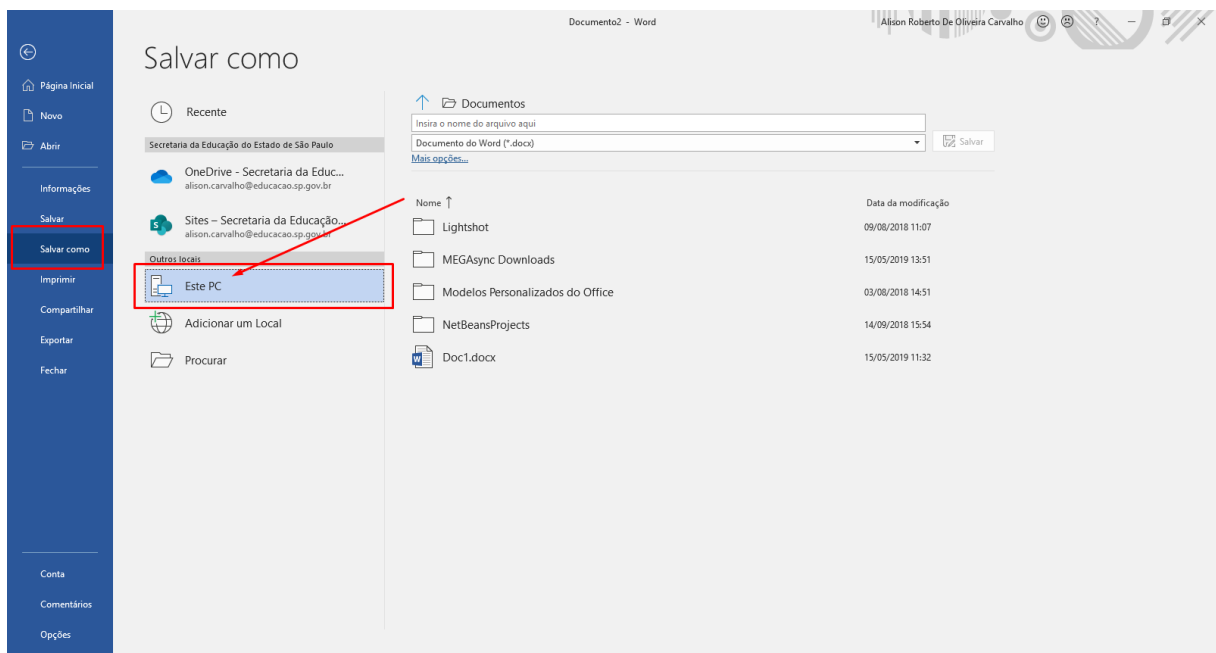 Documento2 - Word
Alison Roberto De Oliveira Carvalho
?
Salvar como
Página Inicial
Novo
Abrir
Informações
Salvar
Salvar como
Imprimir
Compartilhar
Exportar
Fechar
Conta
Comentários
Opções
Recente
Secretaria da Educação do Estado de São Paulo
OneDrive - Secretaria da Educ...
alison.carvalho@educacao.sp.gov.br
Sites – Secretaria da Educação...
alison.carvalho@educacao.sp.gov.br
Outros locais
Este PC
Adicionar um Local
Procurar
Documentos
Insira o nome do arquivo aqui
Documento do Word (*.docx)
Salvar
Mais opções...
Nome ↑ Data da modificação
Lightshot 09/08/2018 11:07
MEGAsync Downloads 15/05/2019 13:51
Modelos Personalizados do Office 03/08/2018 14:51
NetBeansProjects 14/09/2018 15:54
Doc1.docx 15/05/2019 11:32